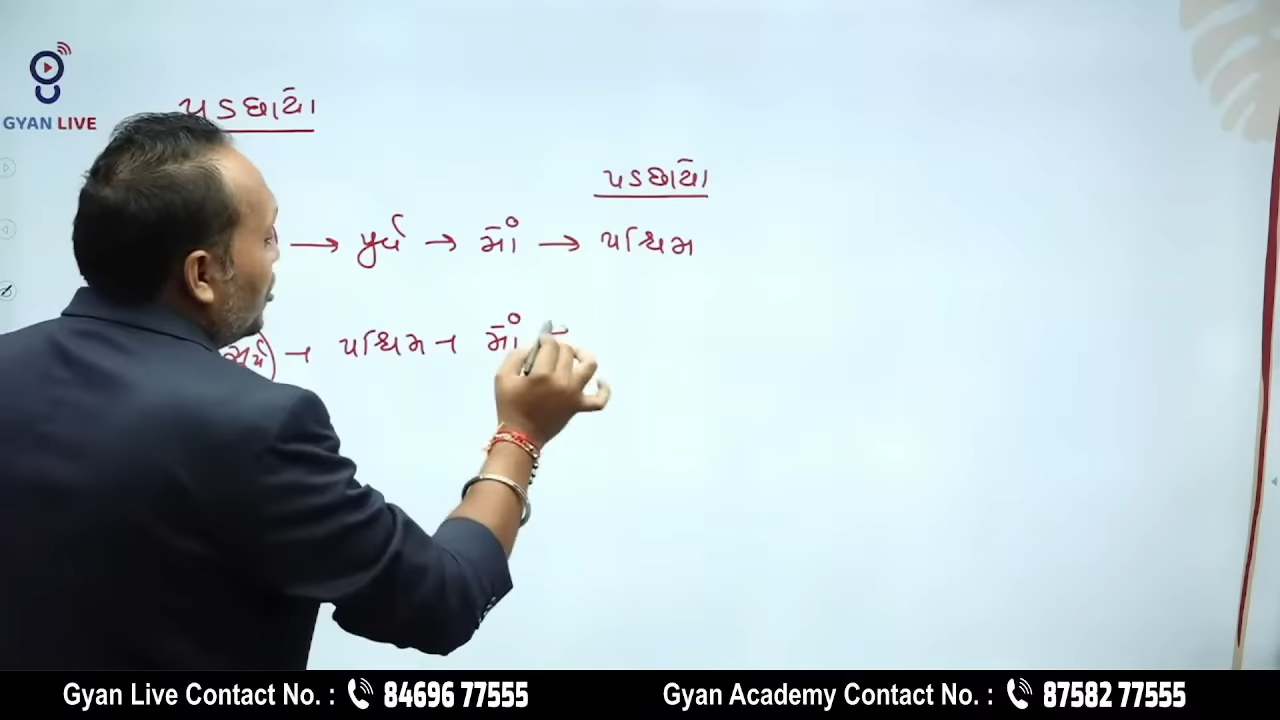 GYAN LIVE
પડછાયો
પડછાયો
→ પુર્વ → માં → પશ્ચિમ
પશ્ચિમ માં
Gyan Live Contact No. : 84696 77555 Gyan Academy Contact No. : 87582 77555